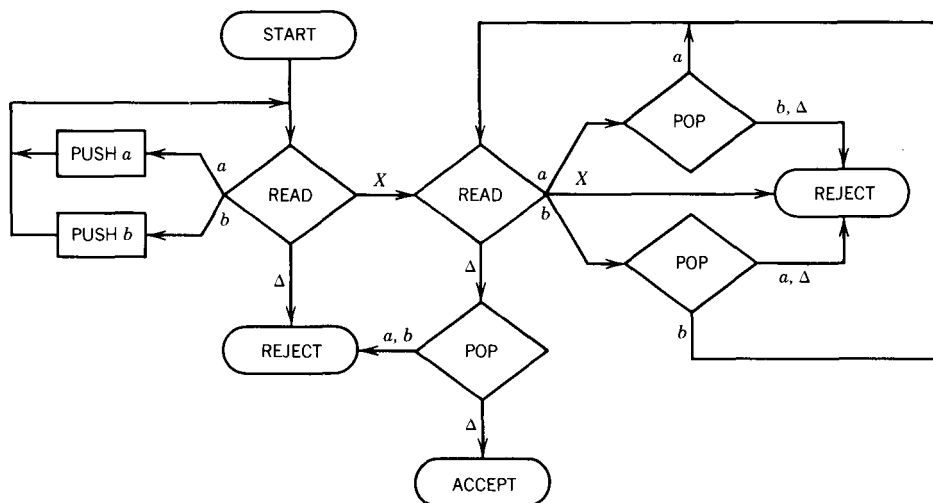 START
a
POP
b, Δ
PUSH a
a
READ
X
READ
a
X
REJECT
PUSH b
b
b
POP
a, Δ
Δ
Δ
b
REJECT
a, b
POP
Δ
ACCEPT